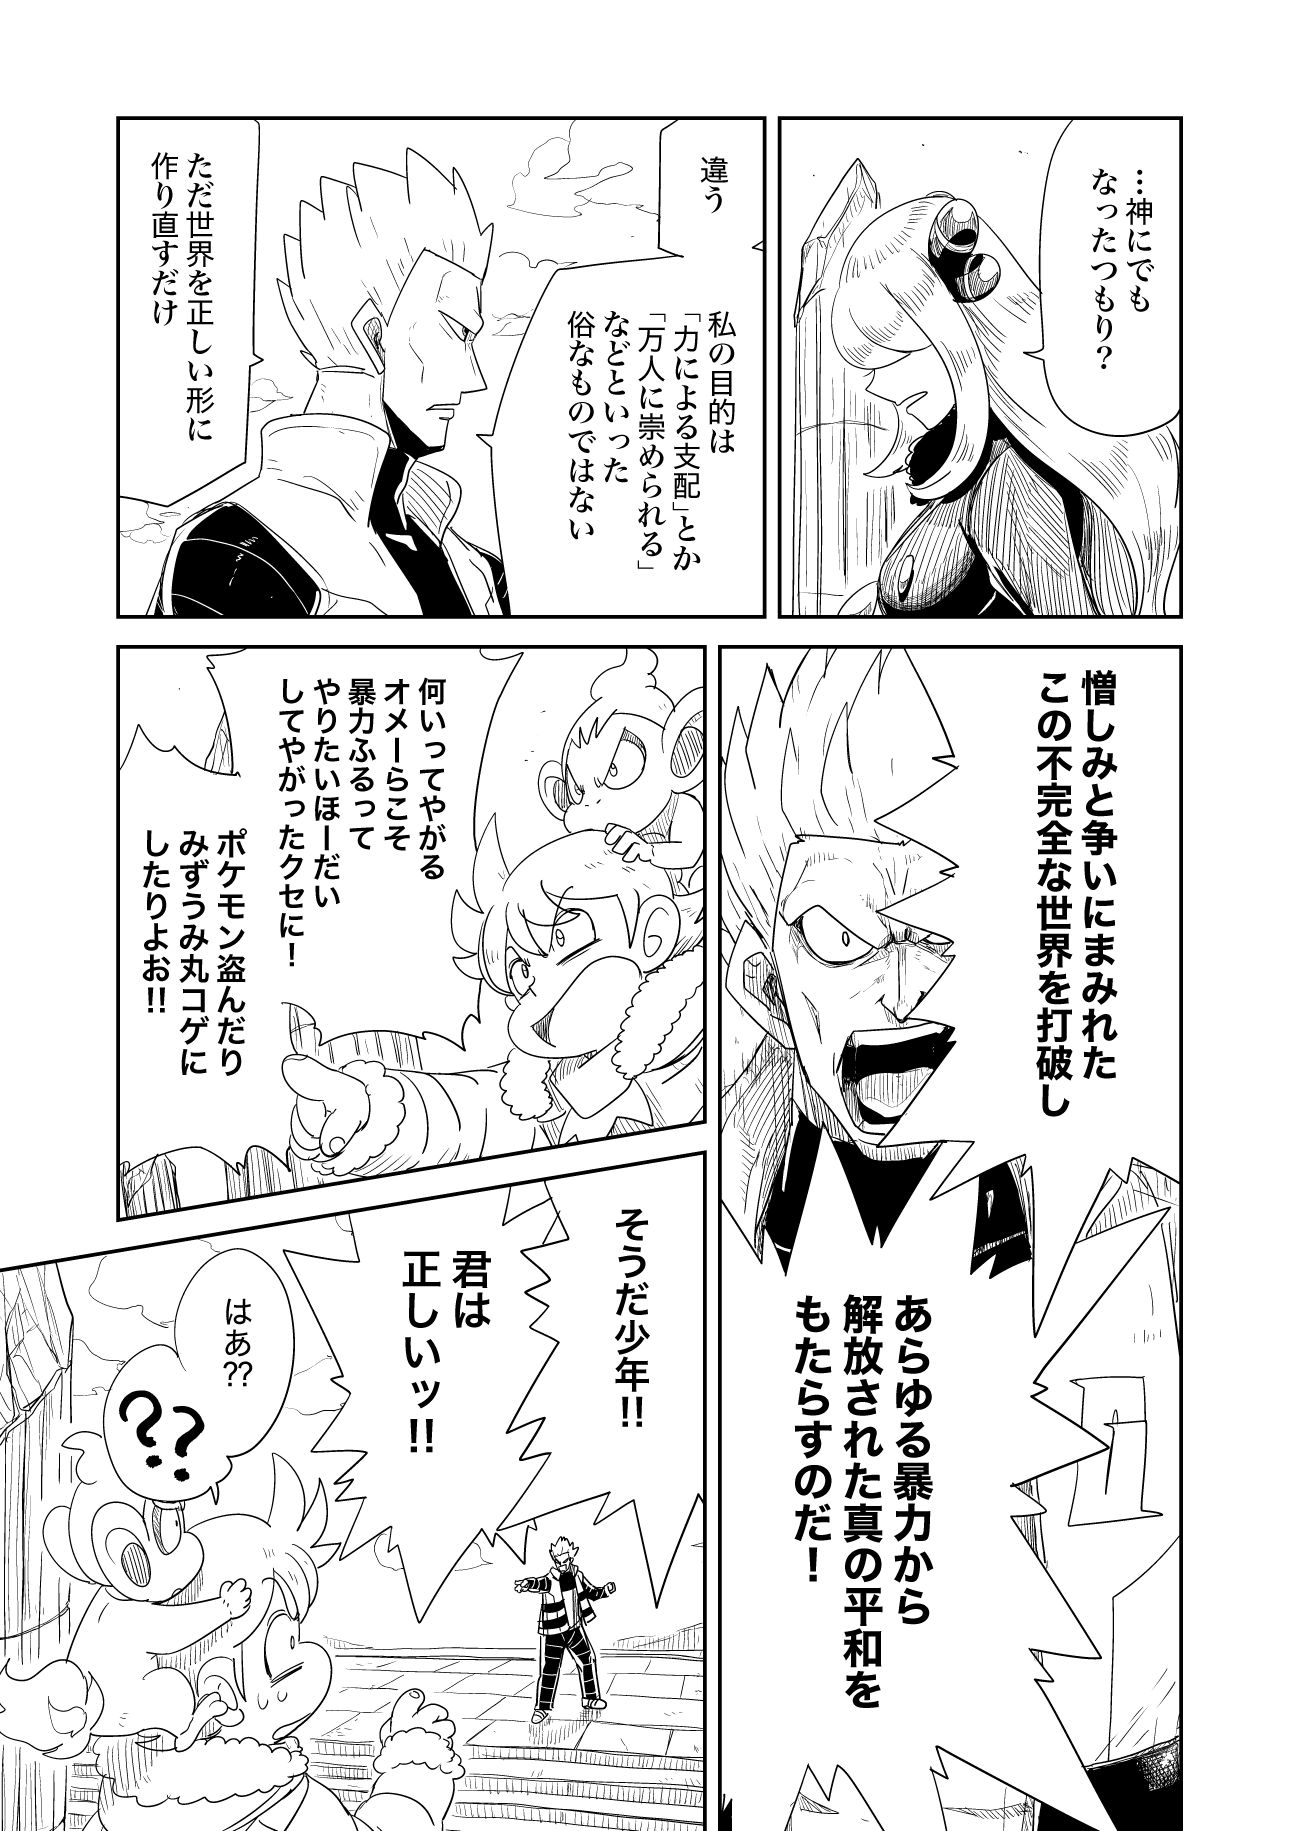 …神にでも
なったつもり？
違う
私の目的は
「力による支配」とか
「万人に崇められる」
などといった
俗なものではない
ただ世界を正しい形に
作り直すだけ
憎しみと争いにまみれた
この不完全な世界を打破し
あらゆる暴力から
解放された真の平和を
もたらすのだ！
何いってやがる
オメーらこそ
暴力ふるって
やりたいほーだい
してやがったクセに！
ポケモン盗んだり
みずうみ丸コゲに
したりよお!!
そうだ少年!!
君は
正しいッ!!
はあ??
??